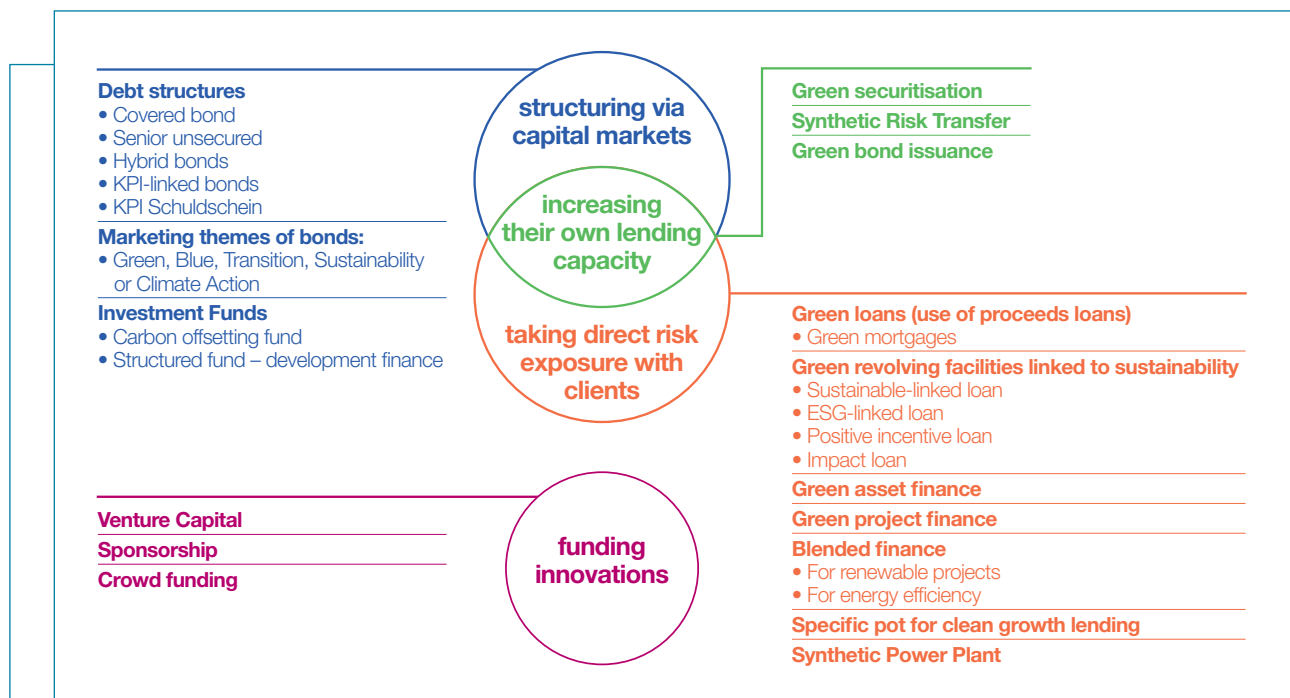 Debt structures
• Covered bond
• Senior unsecured
• Hybrid bonds
• KPI-linked bonds
• KPI Schuldschein
Marketing themes of bonds:
• Green, Blue, Transition, Sustainability
or Climate Action
Investment Funds
• Carbon offsetting fund
• Structured fund – development finance
structuring via
capital markets
increasing
their own lending
capacity
taking direct risk
exposure with
clients
Green securitisation
Synthetic Risk Transfer
Green bond issuance
Green loans (use of proceeds loans)
• Green mortgages
Green revolving facilities linked to sustainability
• Sustainable-linked loan
• ESG-linked loan
• Positive incentive loan
• Impact loan
Green asset finance
Green project finance
Blended finance
• For renewable projects
• For energy efficiency
Specific pot for clean growth lending
Synthetic Power Plant
Venture Capital
Sponsorship
Crowd funding
funding
innovations